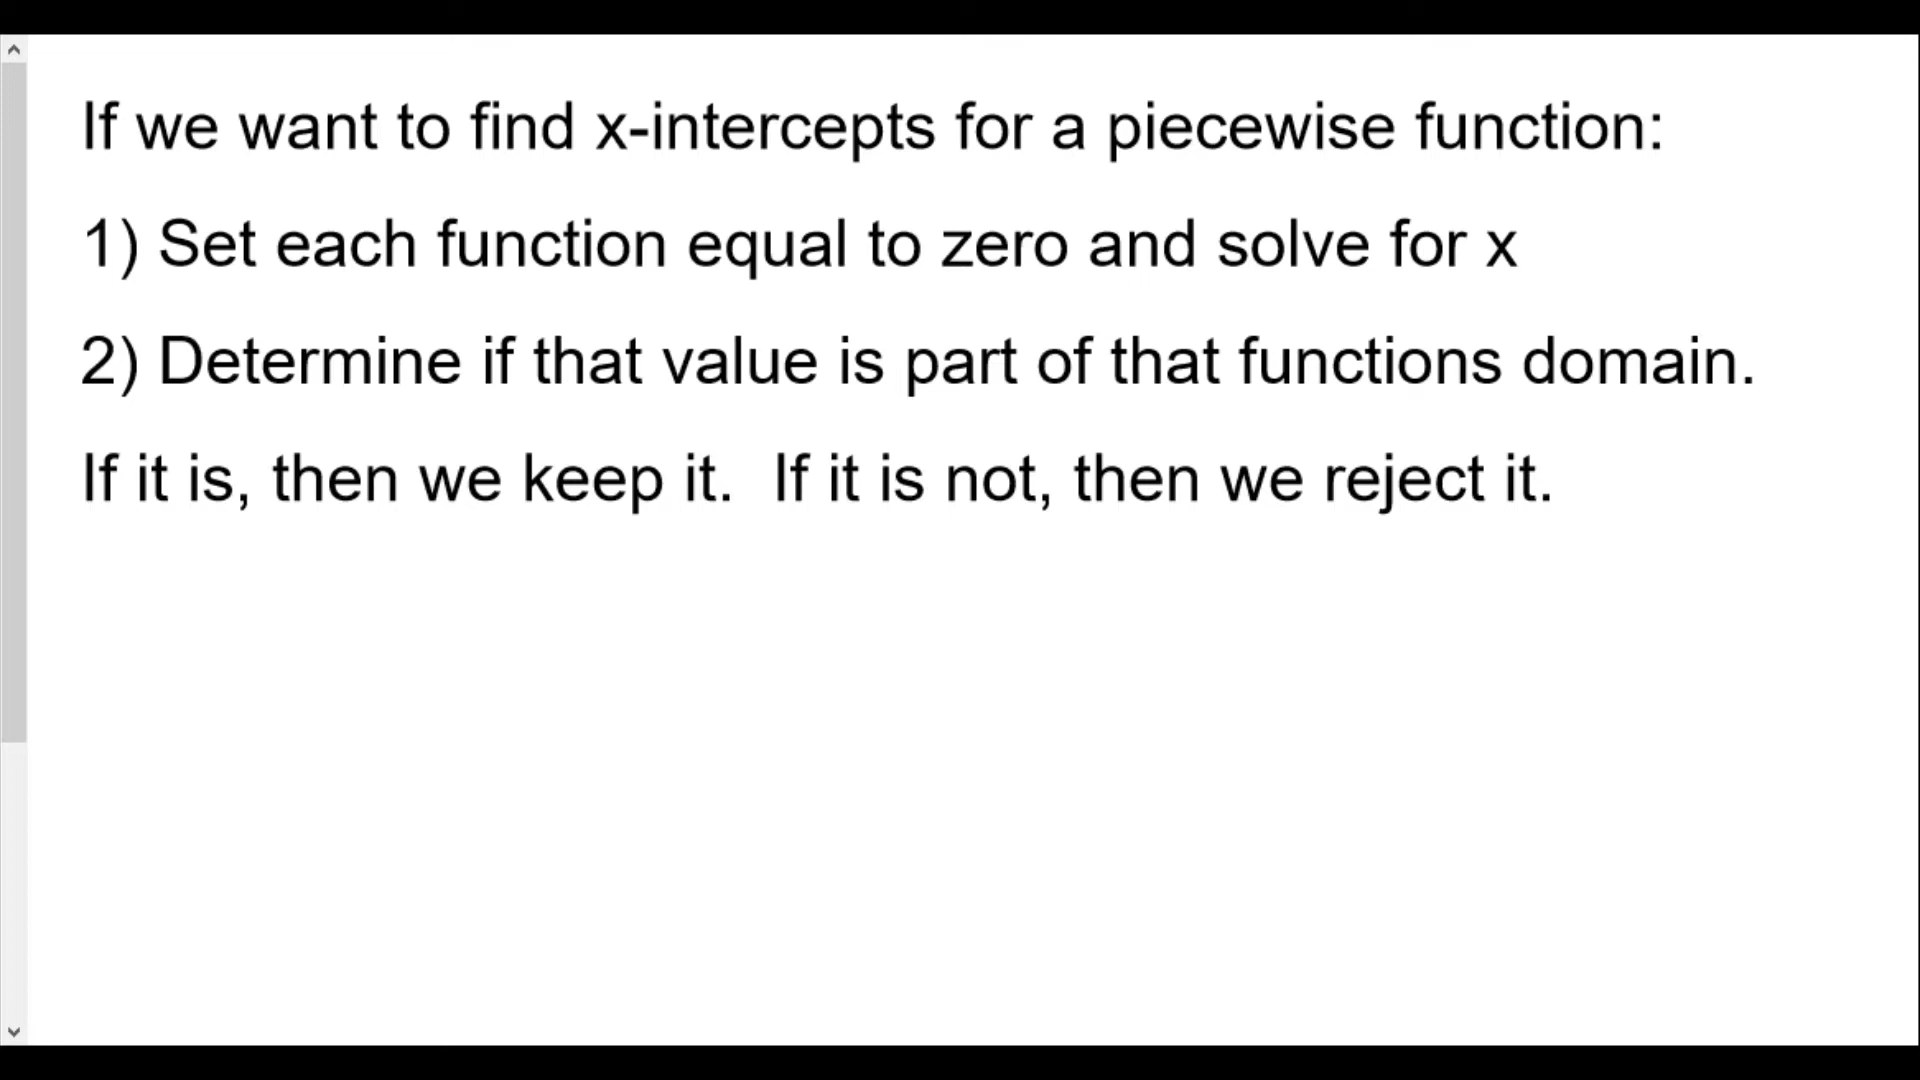 If we want to find x-intercepts for a piecewise function:
1) Set each function equal to zero and solve for x
2) Determine if that value is part of that functions domain.
If it is, then we keep it.  If it is not, then we reject it.